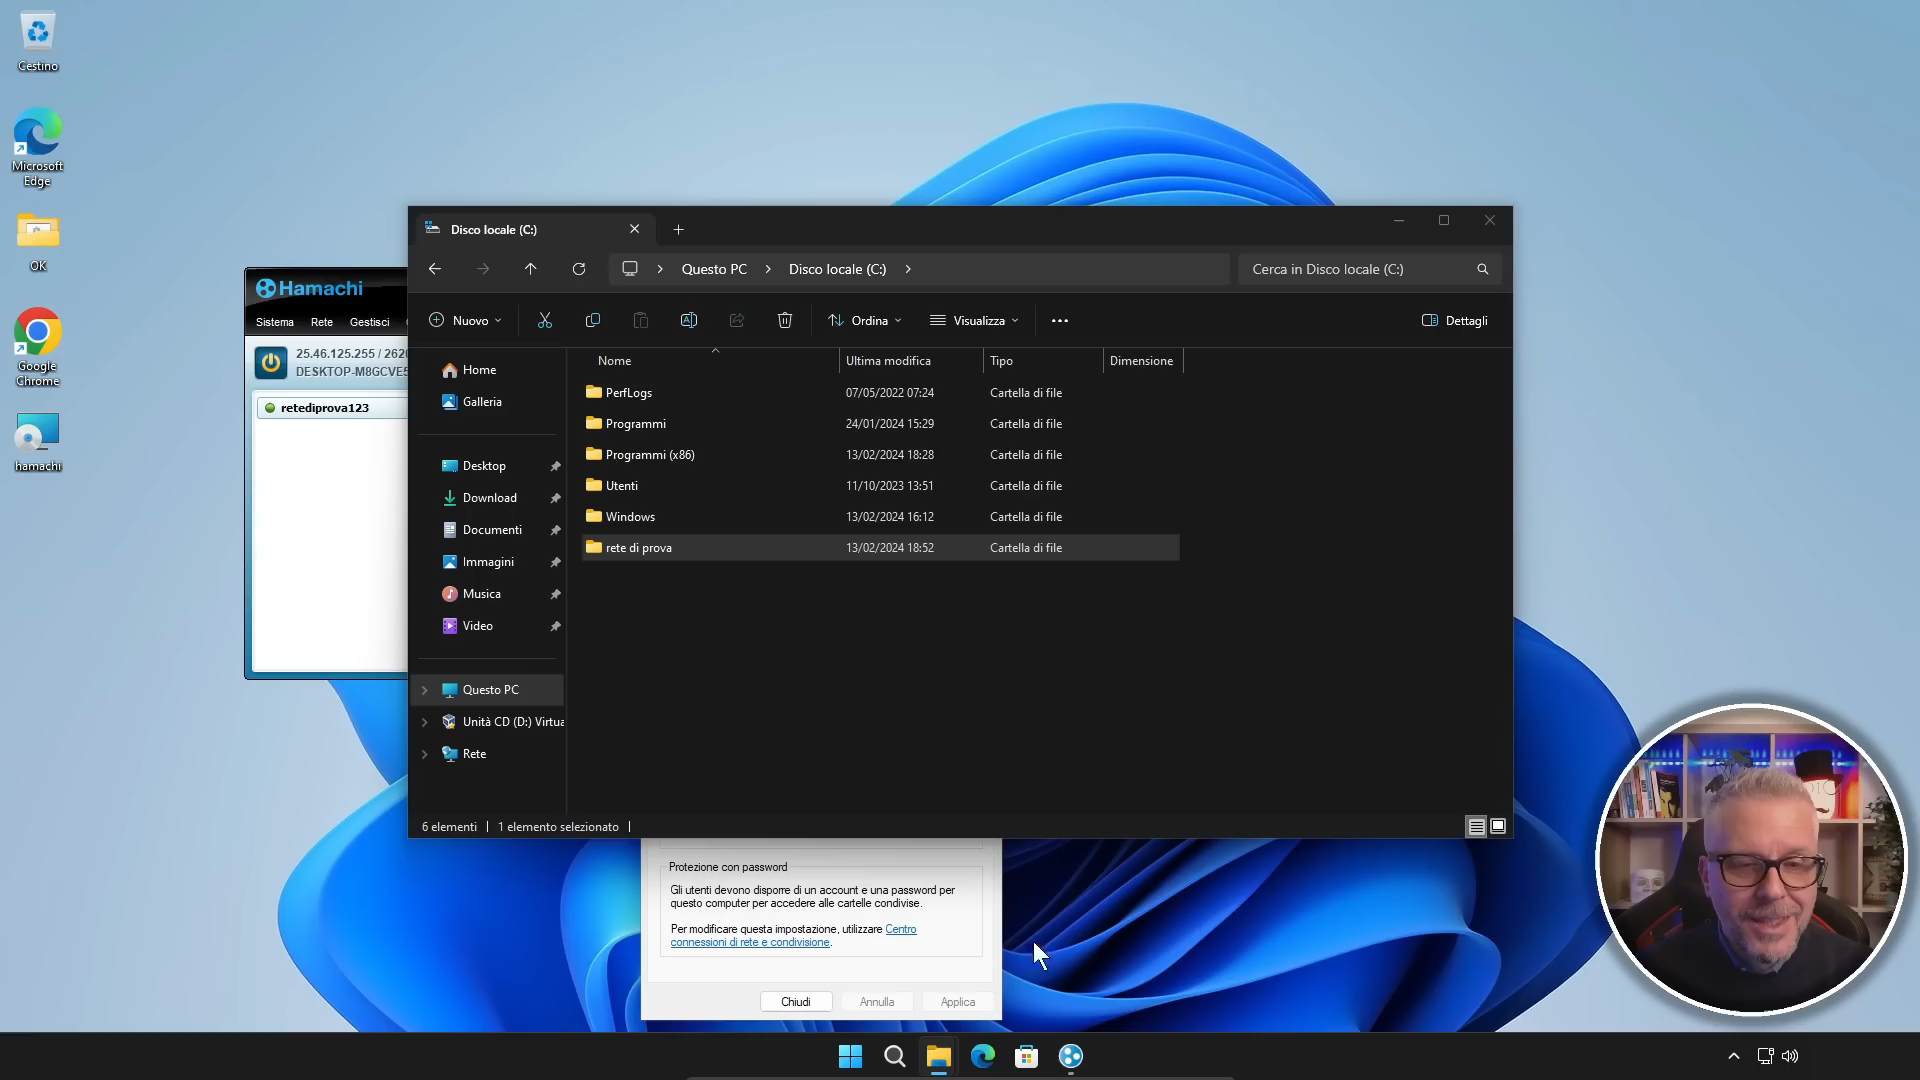 Cestino
Microsoft
Edge
OK
Google
Chrome
hamachi
Hamachi
Sistema Rete Gestisci
25.46.125.255 / 2620
DESKTOP-M8GCVE5
retediprova123
Disco locale (C:)
Questo PC Disco locale (C:)
Cerca in Disco locale (C:)
Nuovo Ordina Visualizza Dettagli
Home
Galleria
Desktop
Download
Documenti
Immagini
Musica
Video
Questo PC
Unità CD (D:) Virtua
Rete
Nome Ultima modifica Tipo Dimensione
PerfLogs 07/05/2022 07:24 Cartella di file
Programmi 24/01/2024 15:29 Cartella di file
Programmi (x86) 13/02/2024 18:28 Cartella di file
Utenti 11/10/2023 13:51 Cartella di file
Windows 13/02/2024 16:12 Cartella di file
rete di prova 13/02/2024 18:52 Cartella di file
6 elementi 1 elemento selezionato
Protezione con password
Gli utenti devono disporre di un account e una password per
questo computer per accedere alle cartelle condivise.
Per modificare questa impostazione, utilizzare Centro
connessioni di rete e condivisione.
Chiudi Annulla Applica